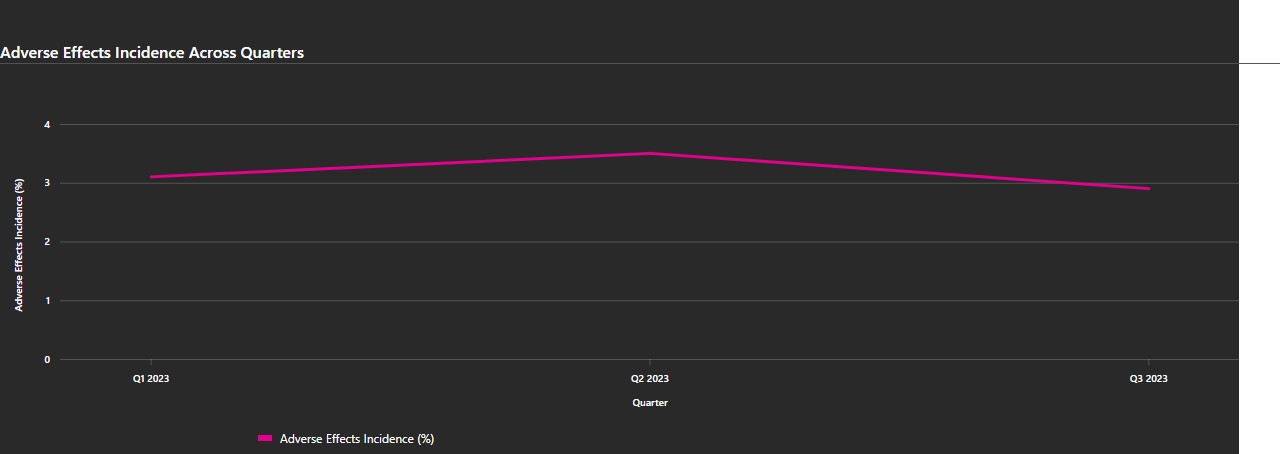 Adverse Effects Incidence Across Quarters
4
3
2
1
0
Adverse Effects Incidence (%)
Q1 2023 Q2 2023 Q3 2023
Quarter
Adverse Effects Incidence (%)